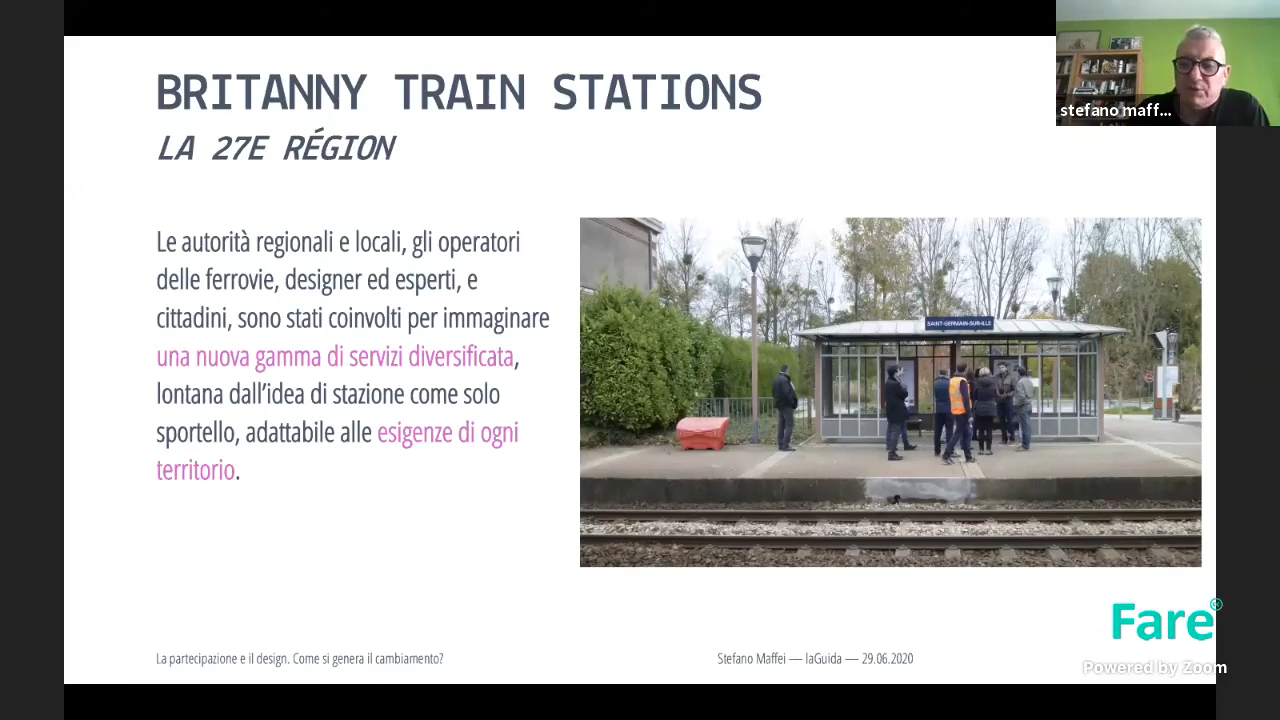 BRITANNY TRAIN STATIONS
LA 27E RÉGION
stefano maff...
Le autorità regionali e locali, gli operatori
delle ferrovie, designer ed esperti, e
cittadini, sono stati coinvolti per immaginare
una nuova gamma di servizi diversificata,
lontana dall’idea di stazione come solo
sportello, adattabile alle esigenze di ogni
territorio.
SAINT-GERMAIN-SUR-ILLE
Fare
La partecipazione e il design. Come si genera il cambiamento?
Stefano Maffei — laGuida — 29.06.2020
Powered by Zoom